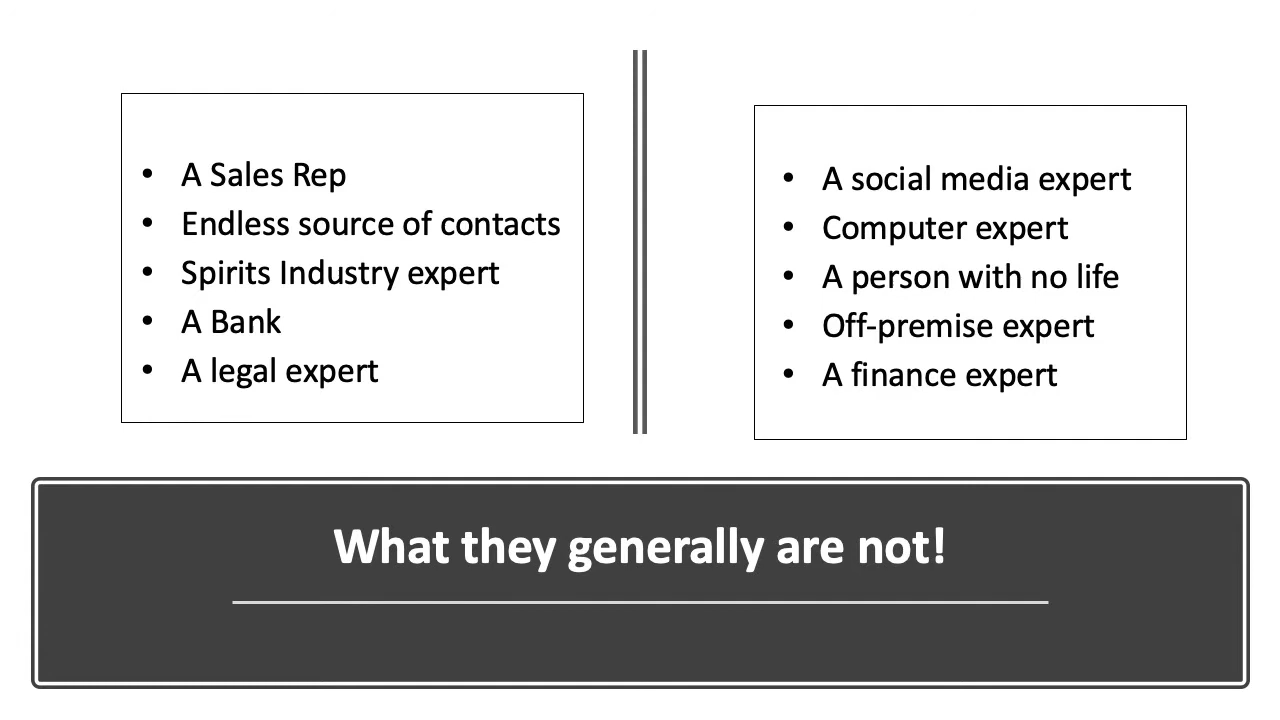 • A Sales Rep
• Endless source of contacts
• Spirits Industry expert
• A Bank
• A legal expert
• A social media expert
• Computer expert
• A person with no life
• Off-premise expert
• A finance expert
What they generally are not!